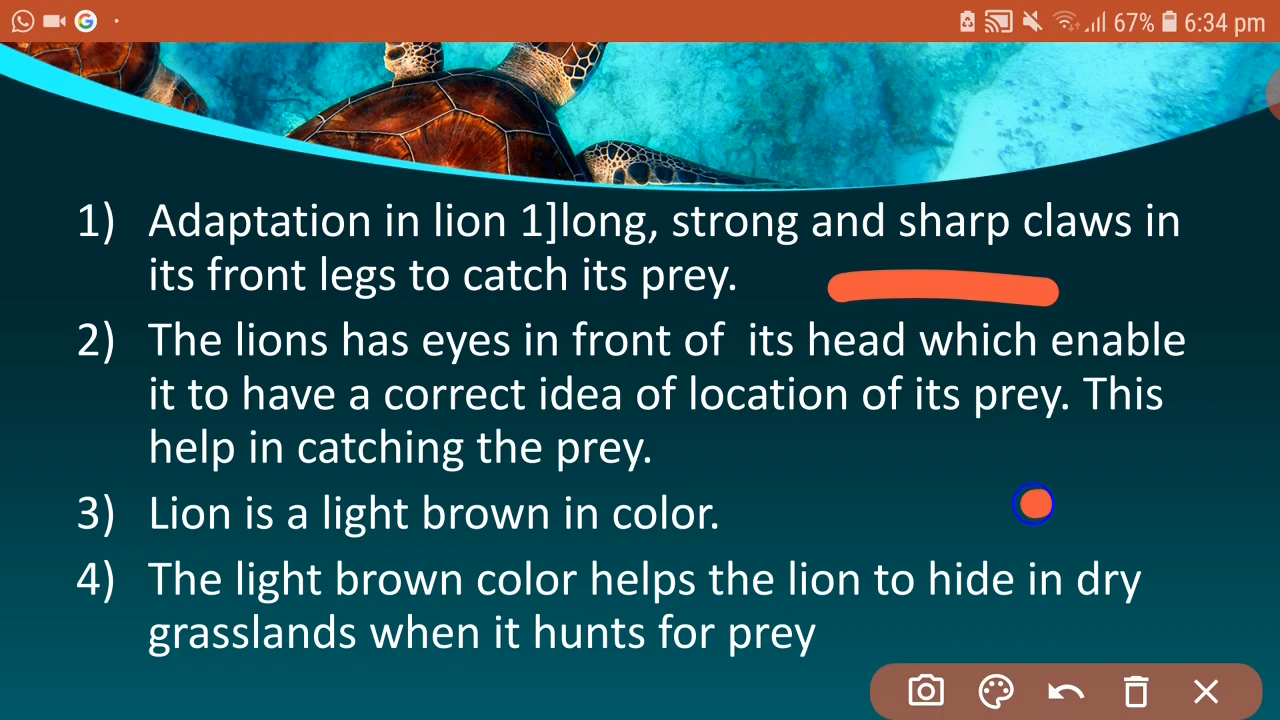 67% 6:34 pm
1) Adaptation in lion 1]long, strong and sharp claws in
its front legs to catch its prey.
2) The lions has eyes in front of its head which enable
it to have a correct idea of location of its prey. This
help in catching the prey.
3) Lion is a light brown in color.
4) The light brown color helps the lion to hide in dry
grasslands when it hunts for prey